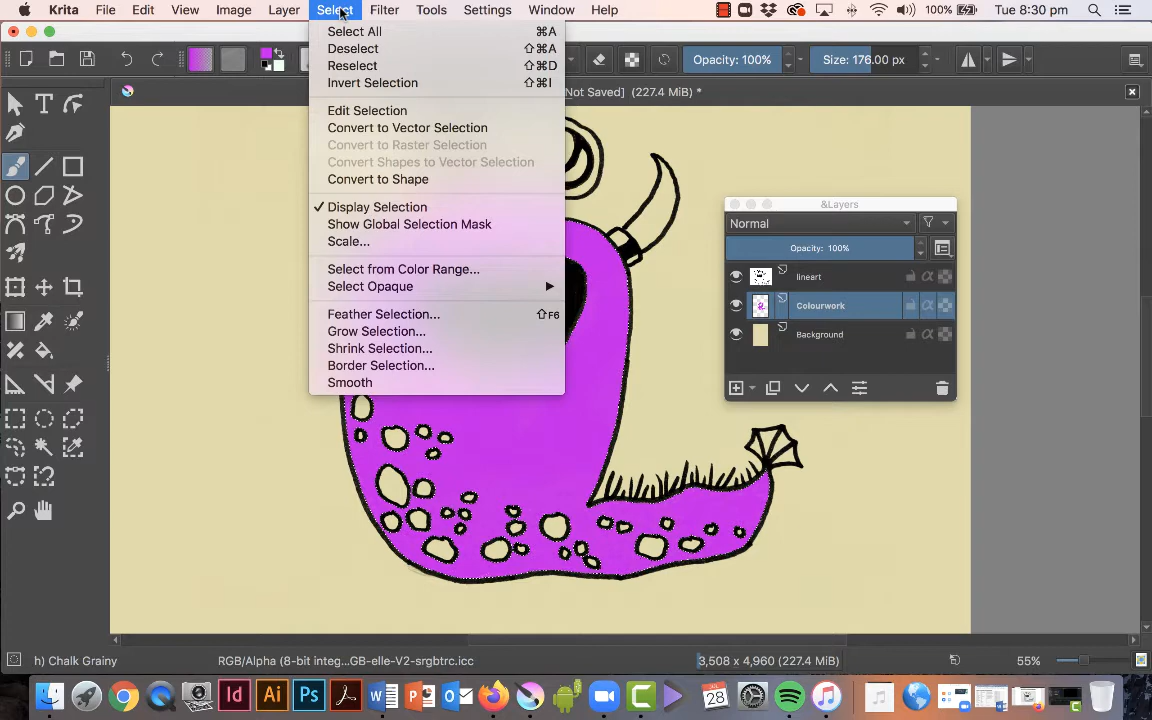 Krita File Edit View Image Layer Select Filter Tools Settings Window Help 100% Tue 8:30 pm
Opacity: 100% Size: 176.00 px
Not Saved] (227.4 MiB) *
Select All ⌘A
Deselect ⇧⌘A
Reselect ⇧⌘D
Invert Selection ⇧⌘I
Edit Selection
Convert to Vector Selection
Convert to Raster Selection
Convert Shapes to Vector Selection
Convert to Shape
✓ Display Selection
Show Global Selection Mask
Scale...
Select from Color Range...
Select Opaque
Feather Selection... ⇧F6
Grow Selection...
Shrink Selection...
Border Selection...
Smooth
&Layers
Normal
Opacity: 100%
lineart
Colourwork
Background
h) Chalk Grainy RGB/Alpha (8-bit integ...GB-elle-V2-srgbtrc.icc 3,508 x 4,960 (227.4 MiB) 55%
Id Ai Ps W P JAN 28